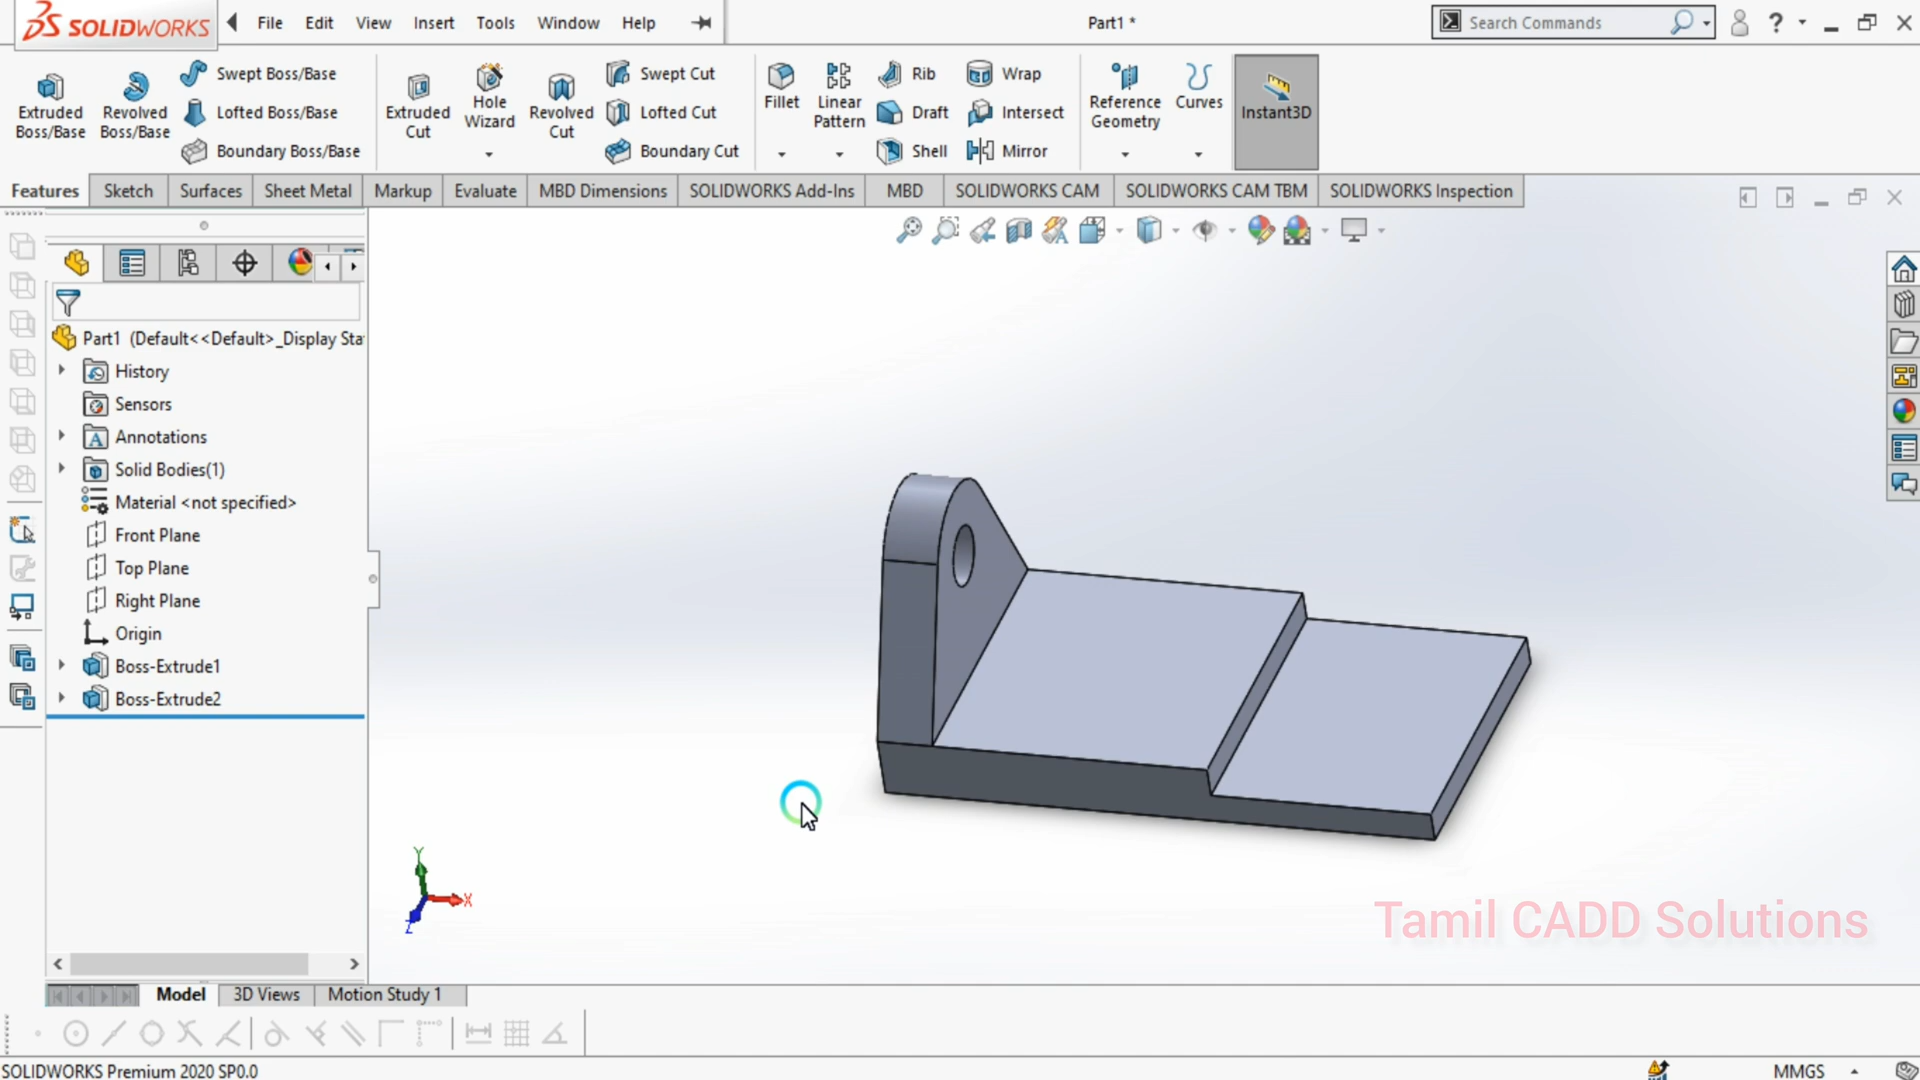 SOLIDWORKS
File Edit View Insert Tools Window Help
Part1 *
Search Commands
Extruded Boss/Base
Revolved Boss/Base
Swept Boss/Base
Lofted Boss/Base
Boundary Boss/Base
Extruded Cut
Hole Wizard
Revolved Cut
Swept Cut
Lofted Cut
Boundary Cut
Fillet
Linear Pattern
Rib
Draft
Shell
Wrap
Intersect
Mirror
Reference Geometry
Curves
Instant3D
Features Sketch Surfaces Sheet Metal Markup Evaluate MBD Dimensions SOLIDWORKS Add-Ins MBD SOLIDWORKS CAM SOLIDWORKS CAM TBM SOLIDWORKS Inspection
Part1 (Default<<Default>_Display Sta
History
Sensors
Annotations
Solid Bodies(1)
Material <not specified>
Front Plane
Top Plane
Right Plane
Origin
Boss-Extrude1
Boss-Extrude2
Y
X
Z
Tamil CADD Solutions
Model 3D Views Motion Study 1
SOLIDWORKS Premium 2020 SP0.0
MMGS